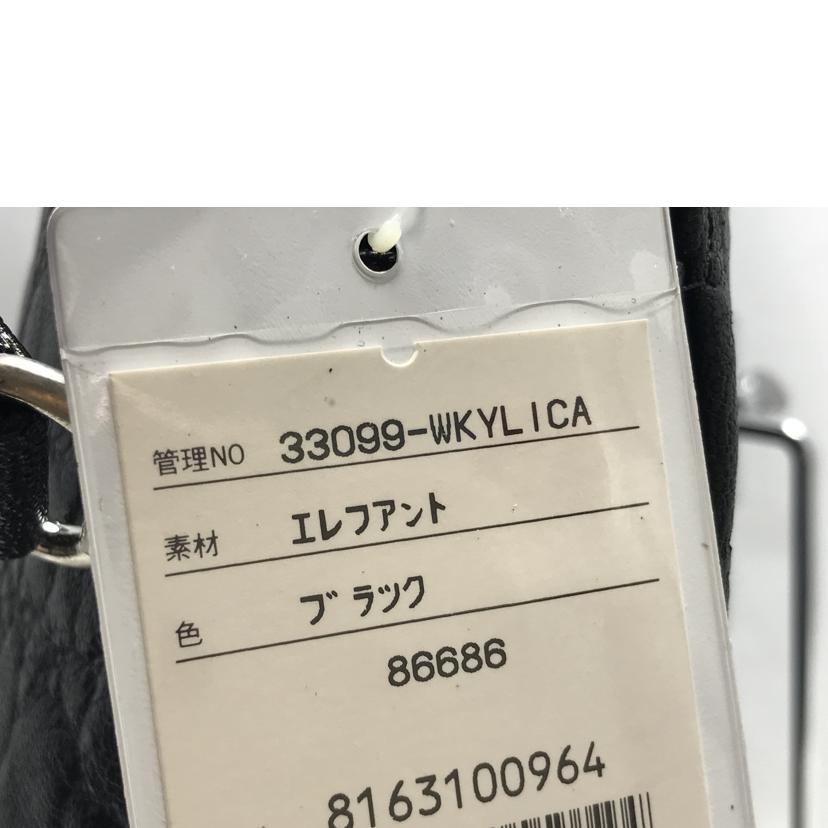 管理NO 33099-WKYLICA
素材 エレファント
色 ブラック
86686
8163100964